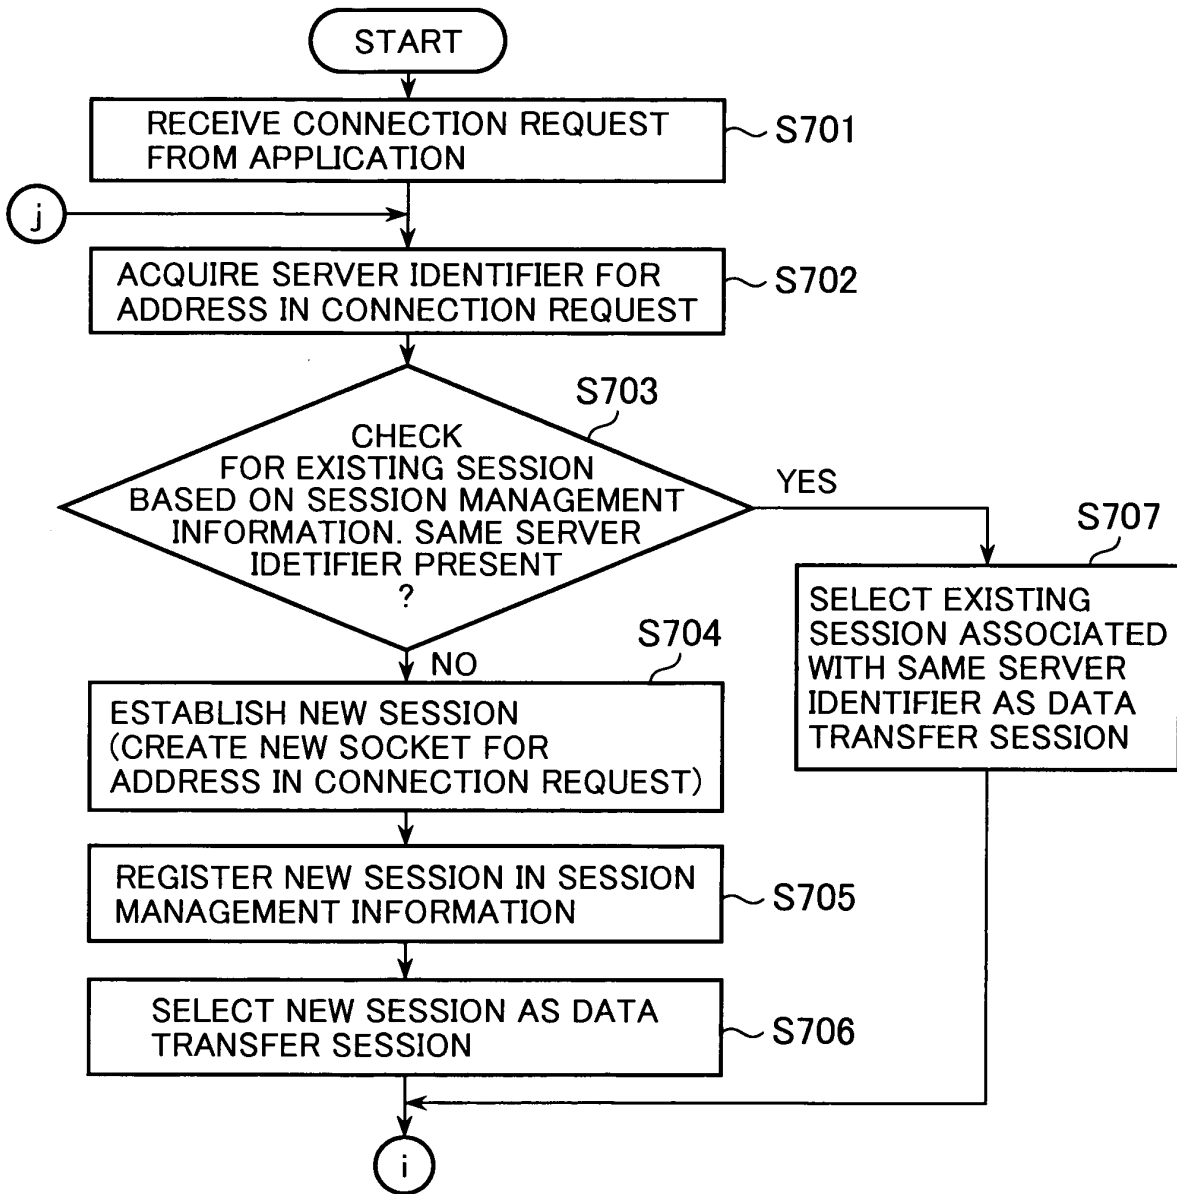 START
RECEIVE CONNECTION REQUEST
FROM APPLICATION
S701
j
ACQUIRE SERVER IDENTIFIER FOR
ADDRESS IN CONNECTION REQUEST
S702
S703
CHECK
FOR EXISTING SESSION
BASED ON SESSION MANAGEMENT
INFORMATION. SAME SERVER
IDETIFIER PRESENT
?
YES
S707
SELECT EXISTING
SESSION ASSOCIATED
WITH SAME SERVER
IDENTIFIER AS DATA
TRANSFER SESSION
NO
S704
ESTABLISH NEW SESSION
(CREATE NEW SOCKET FOR
ADDRESS IN CONNECTION REQUEST)
REGISTER NEW SESSION IN SESSION
MANAGEMENT INFORMATION
S705
SELECT NEW SESSION AS DATA
TRANSFER SESSION
S706
i